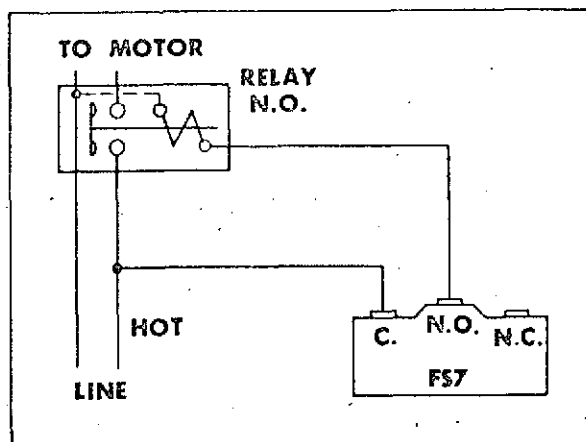 TO MOTOR
RELAY
N.O.
HOT
LINE
C. N.O. N.C.
FS7